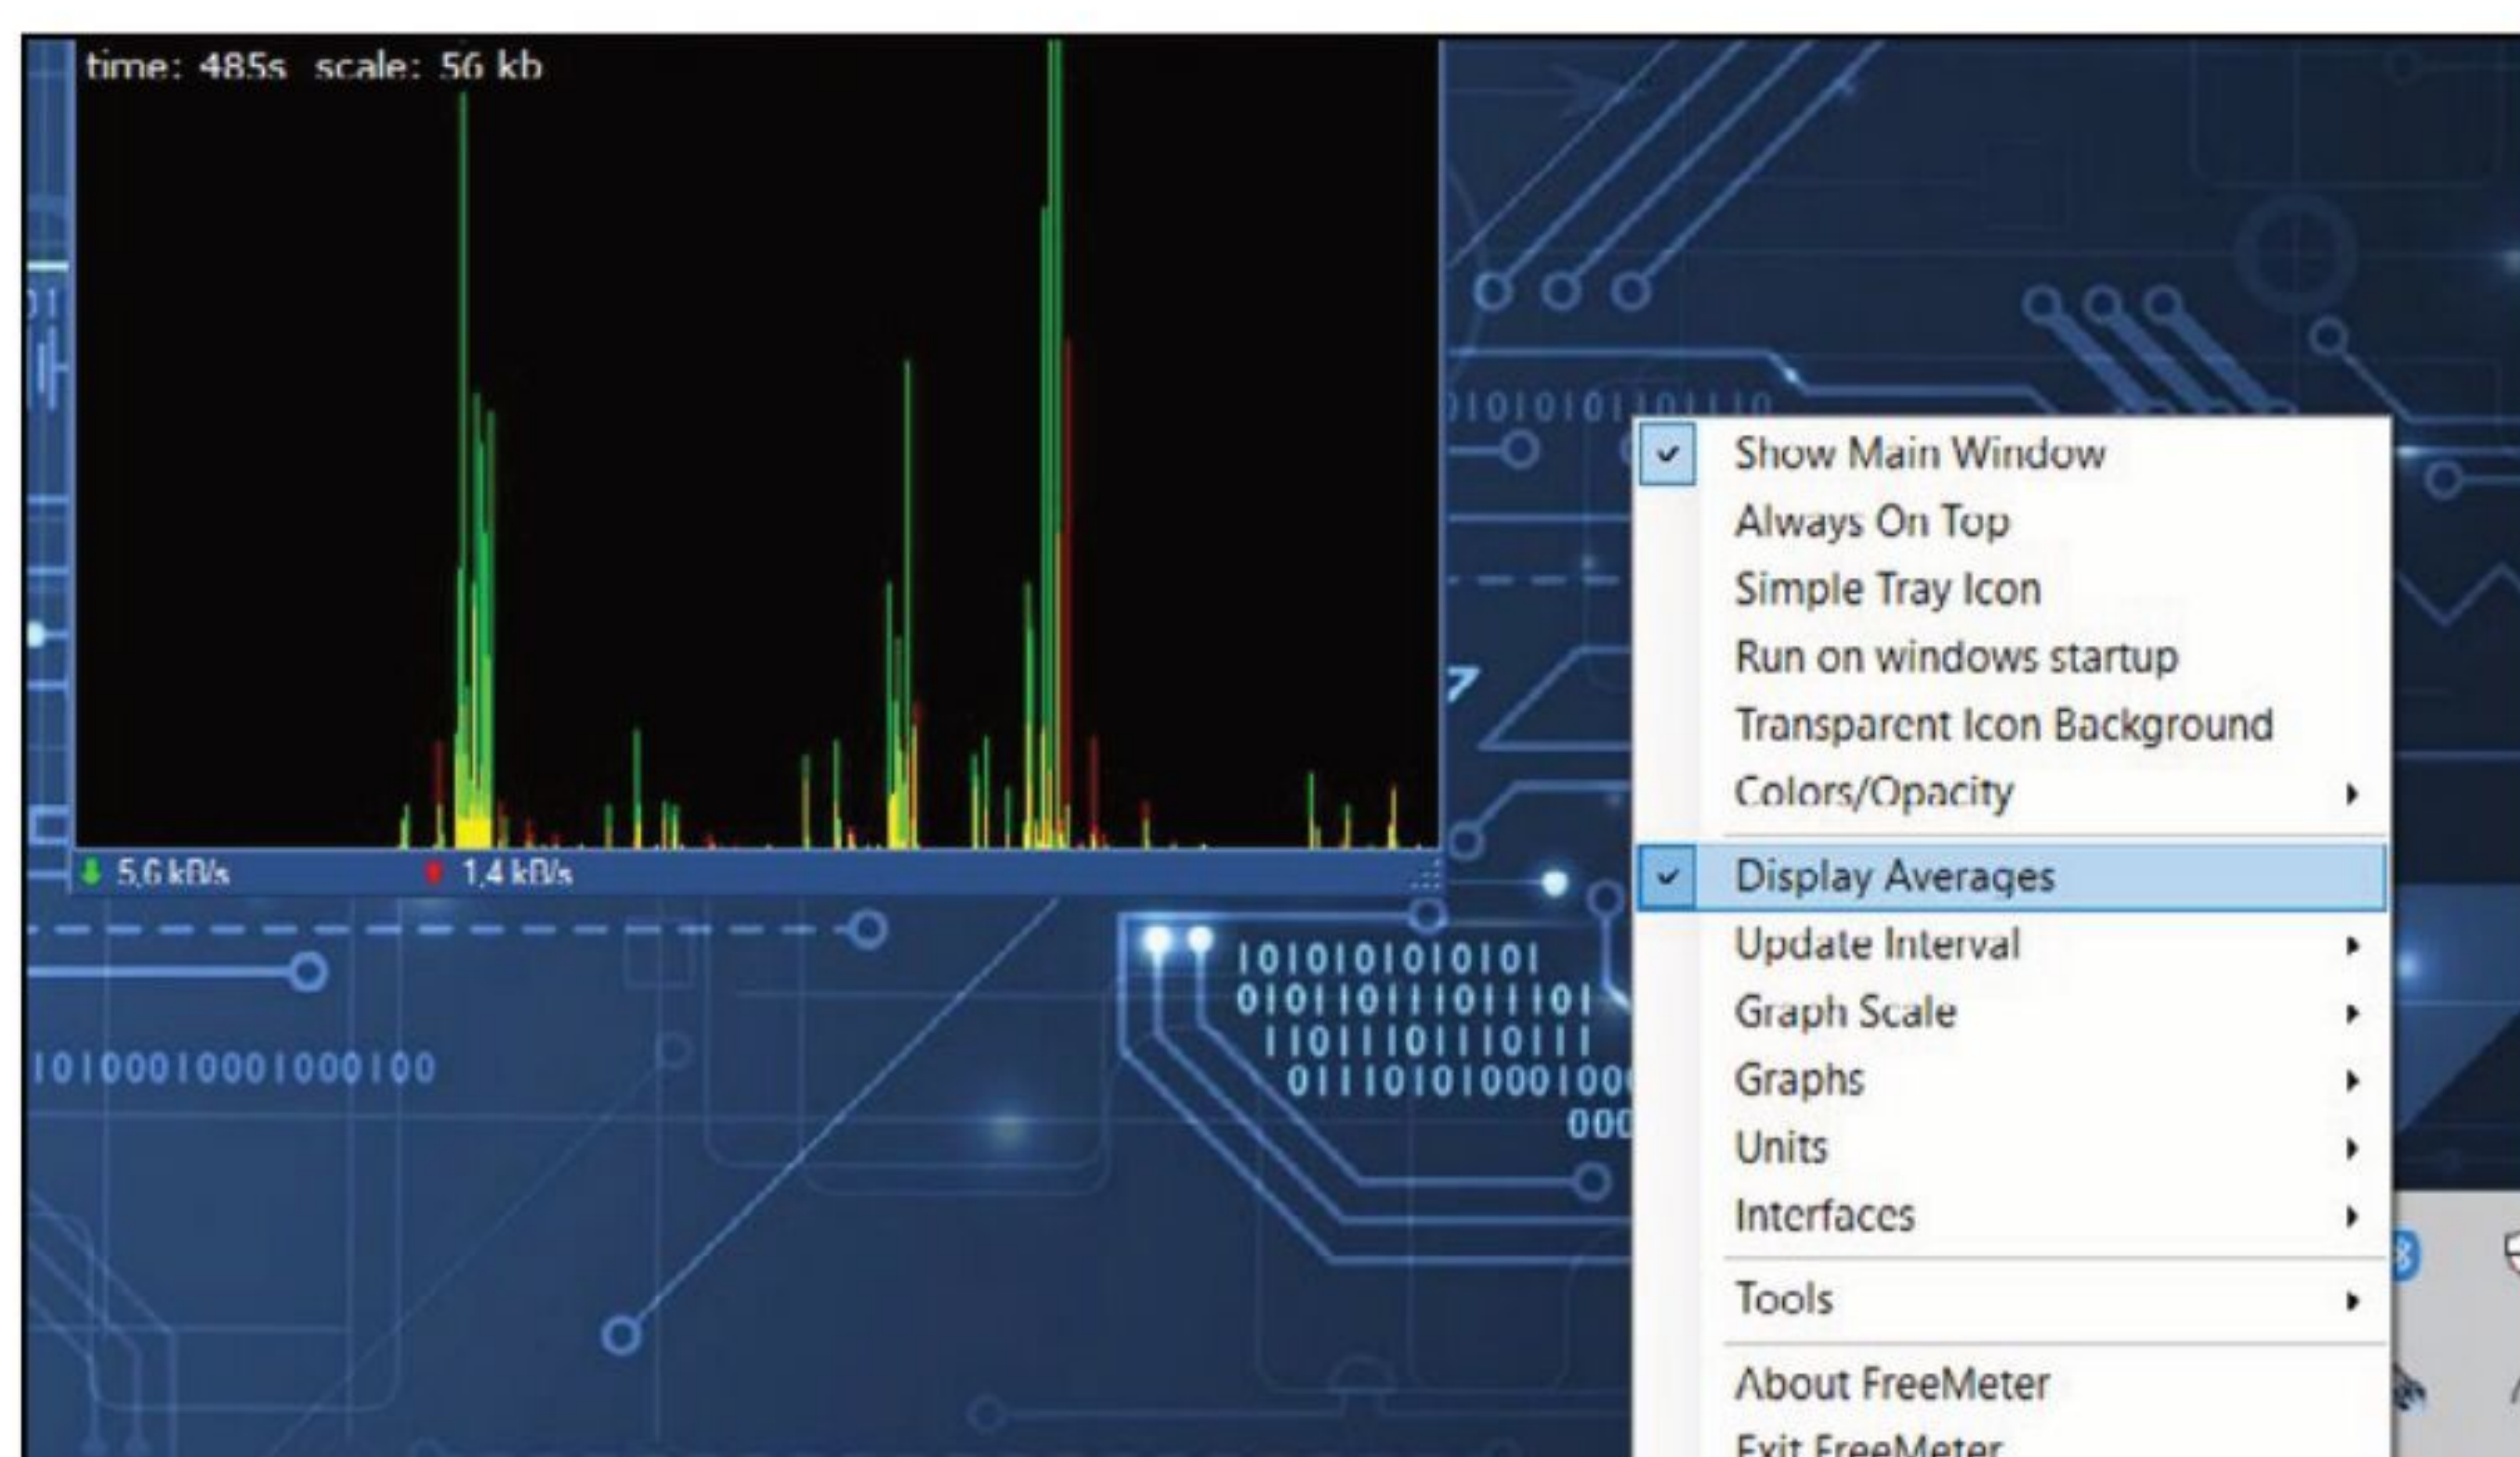 time: 485s scale: 56 kb
5,6 kB/s 1,4 kB/s
Show Main Window
Always On Top
Simple Tray Icon
Run on windows startup
Transparent Icon Background
Colors/Opacity
Display Averages
Update Interval
Graph Scale
Graphs
Units
Interfaces
Tools
About FreeMeter
Exit FreeMeter
1010101010101
0101101110111101
110111011110111
000
1010001000100010​0